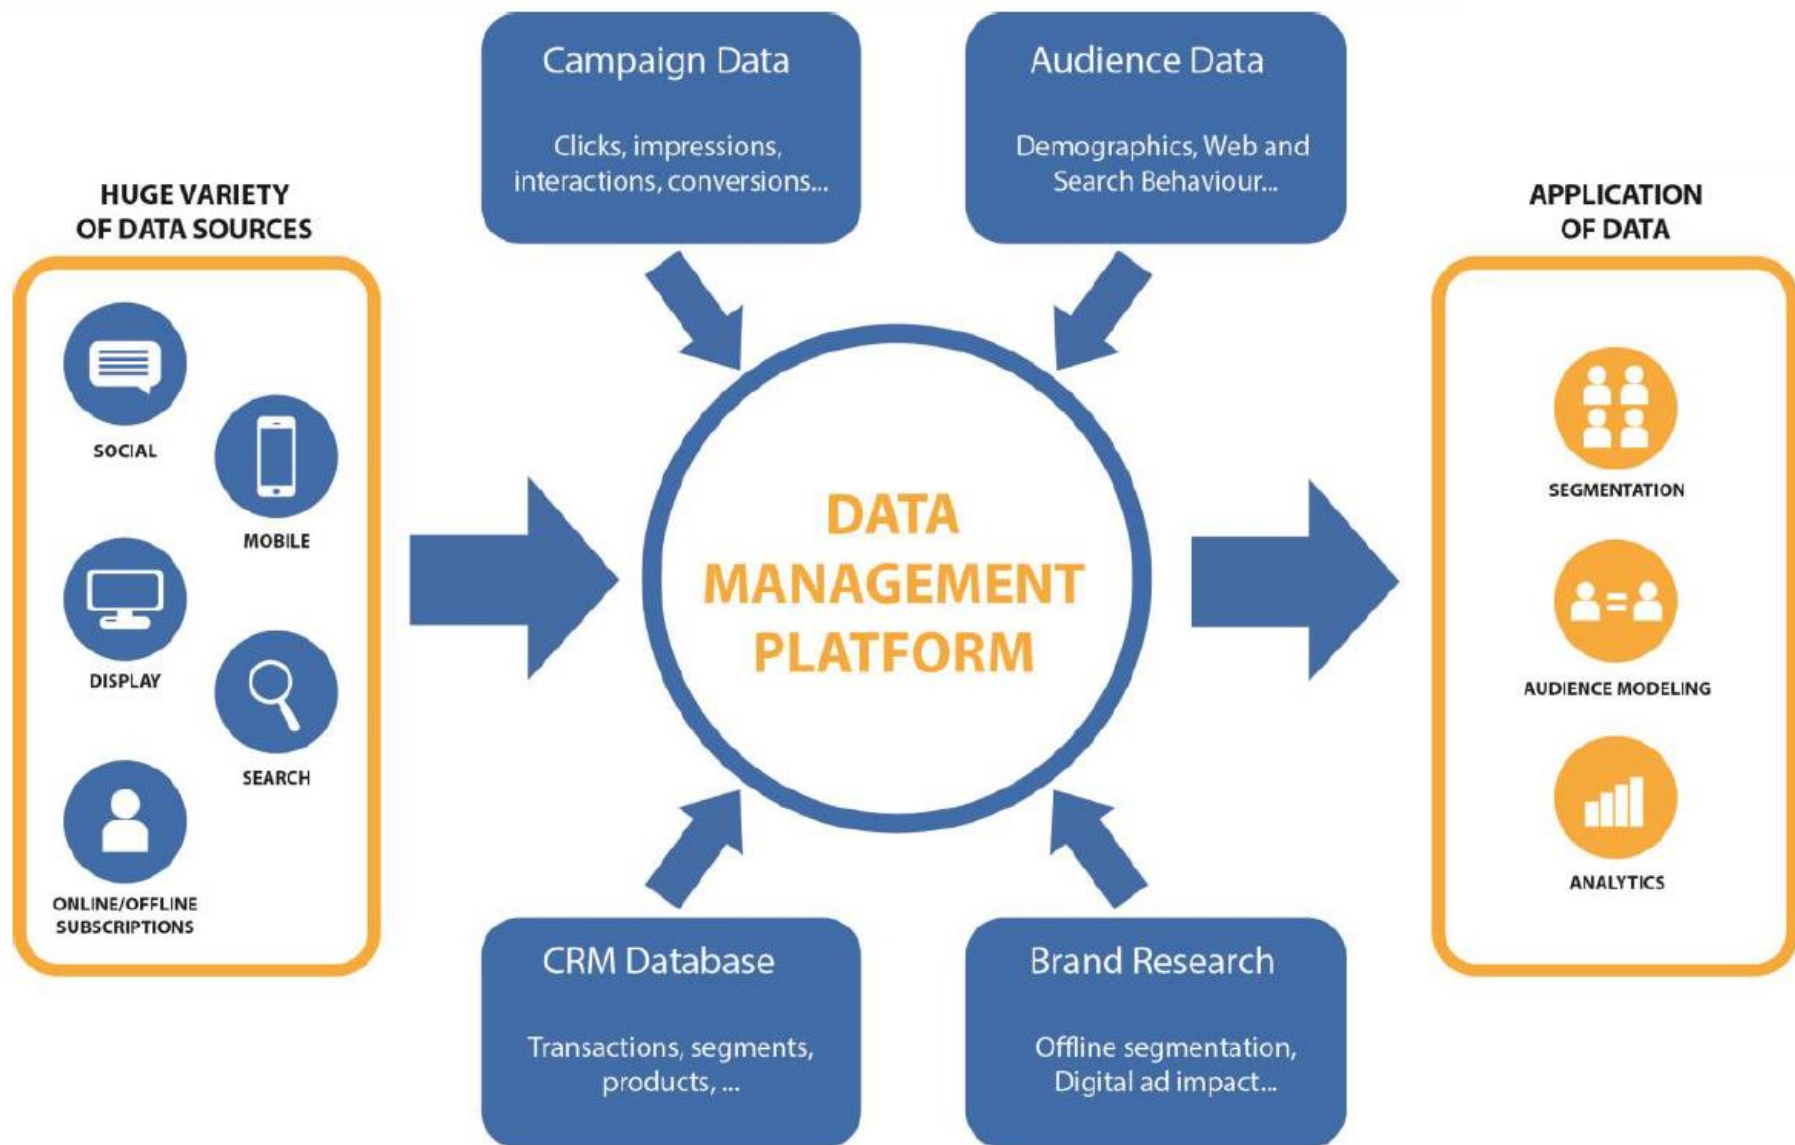 Campaign Data
Clicks, impressions,
interactions, conversions...
Audience Data
Demographics, Web and
Search Behaviour...
HUGE VARIETY
OF DATA SOURCES
SOCIAL
MOBILE
DISPLAY
SEARCH
ONLINE/OFFLINE
SUBSCRIPTIONS
DATA
MANAGEMENT
PLATFORM
APPLICATION
OF DATA
SEGMENTATION
AUDIENCE MODELING
ANALYTICS
CRM Database
Transactions, segments,
products, ...
Brand Research
Offline segmentation,
Digital ad impact...